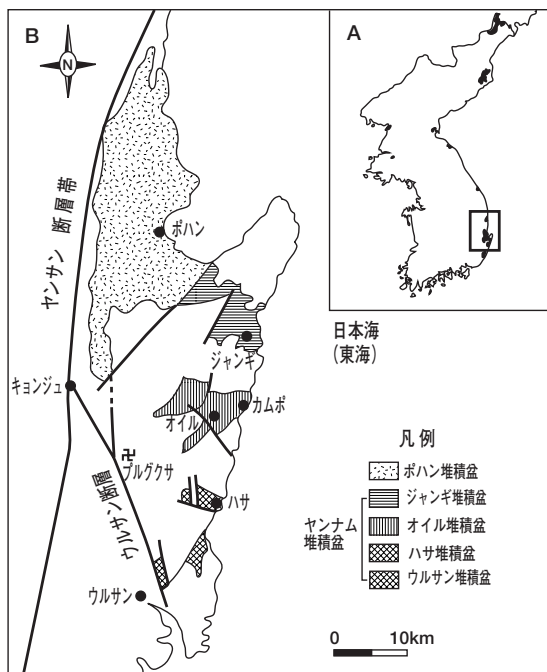 B
N
ヤンサン断層帯
ポハン
ジャンギ
キョンジュ
カムポ
オイル
卍
ブルグクサ
ウルサン断層
ハサ
ウルサン
A
日本海
(東海)
凡例
ポハン堆積盆
ヤンナム
堆積盆
ジャンギ堆積盆
オイル堆積盆
ハサ堆積盆
ウルサン堆積盆
0 10km